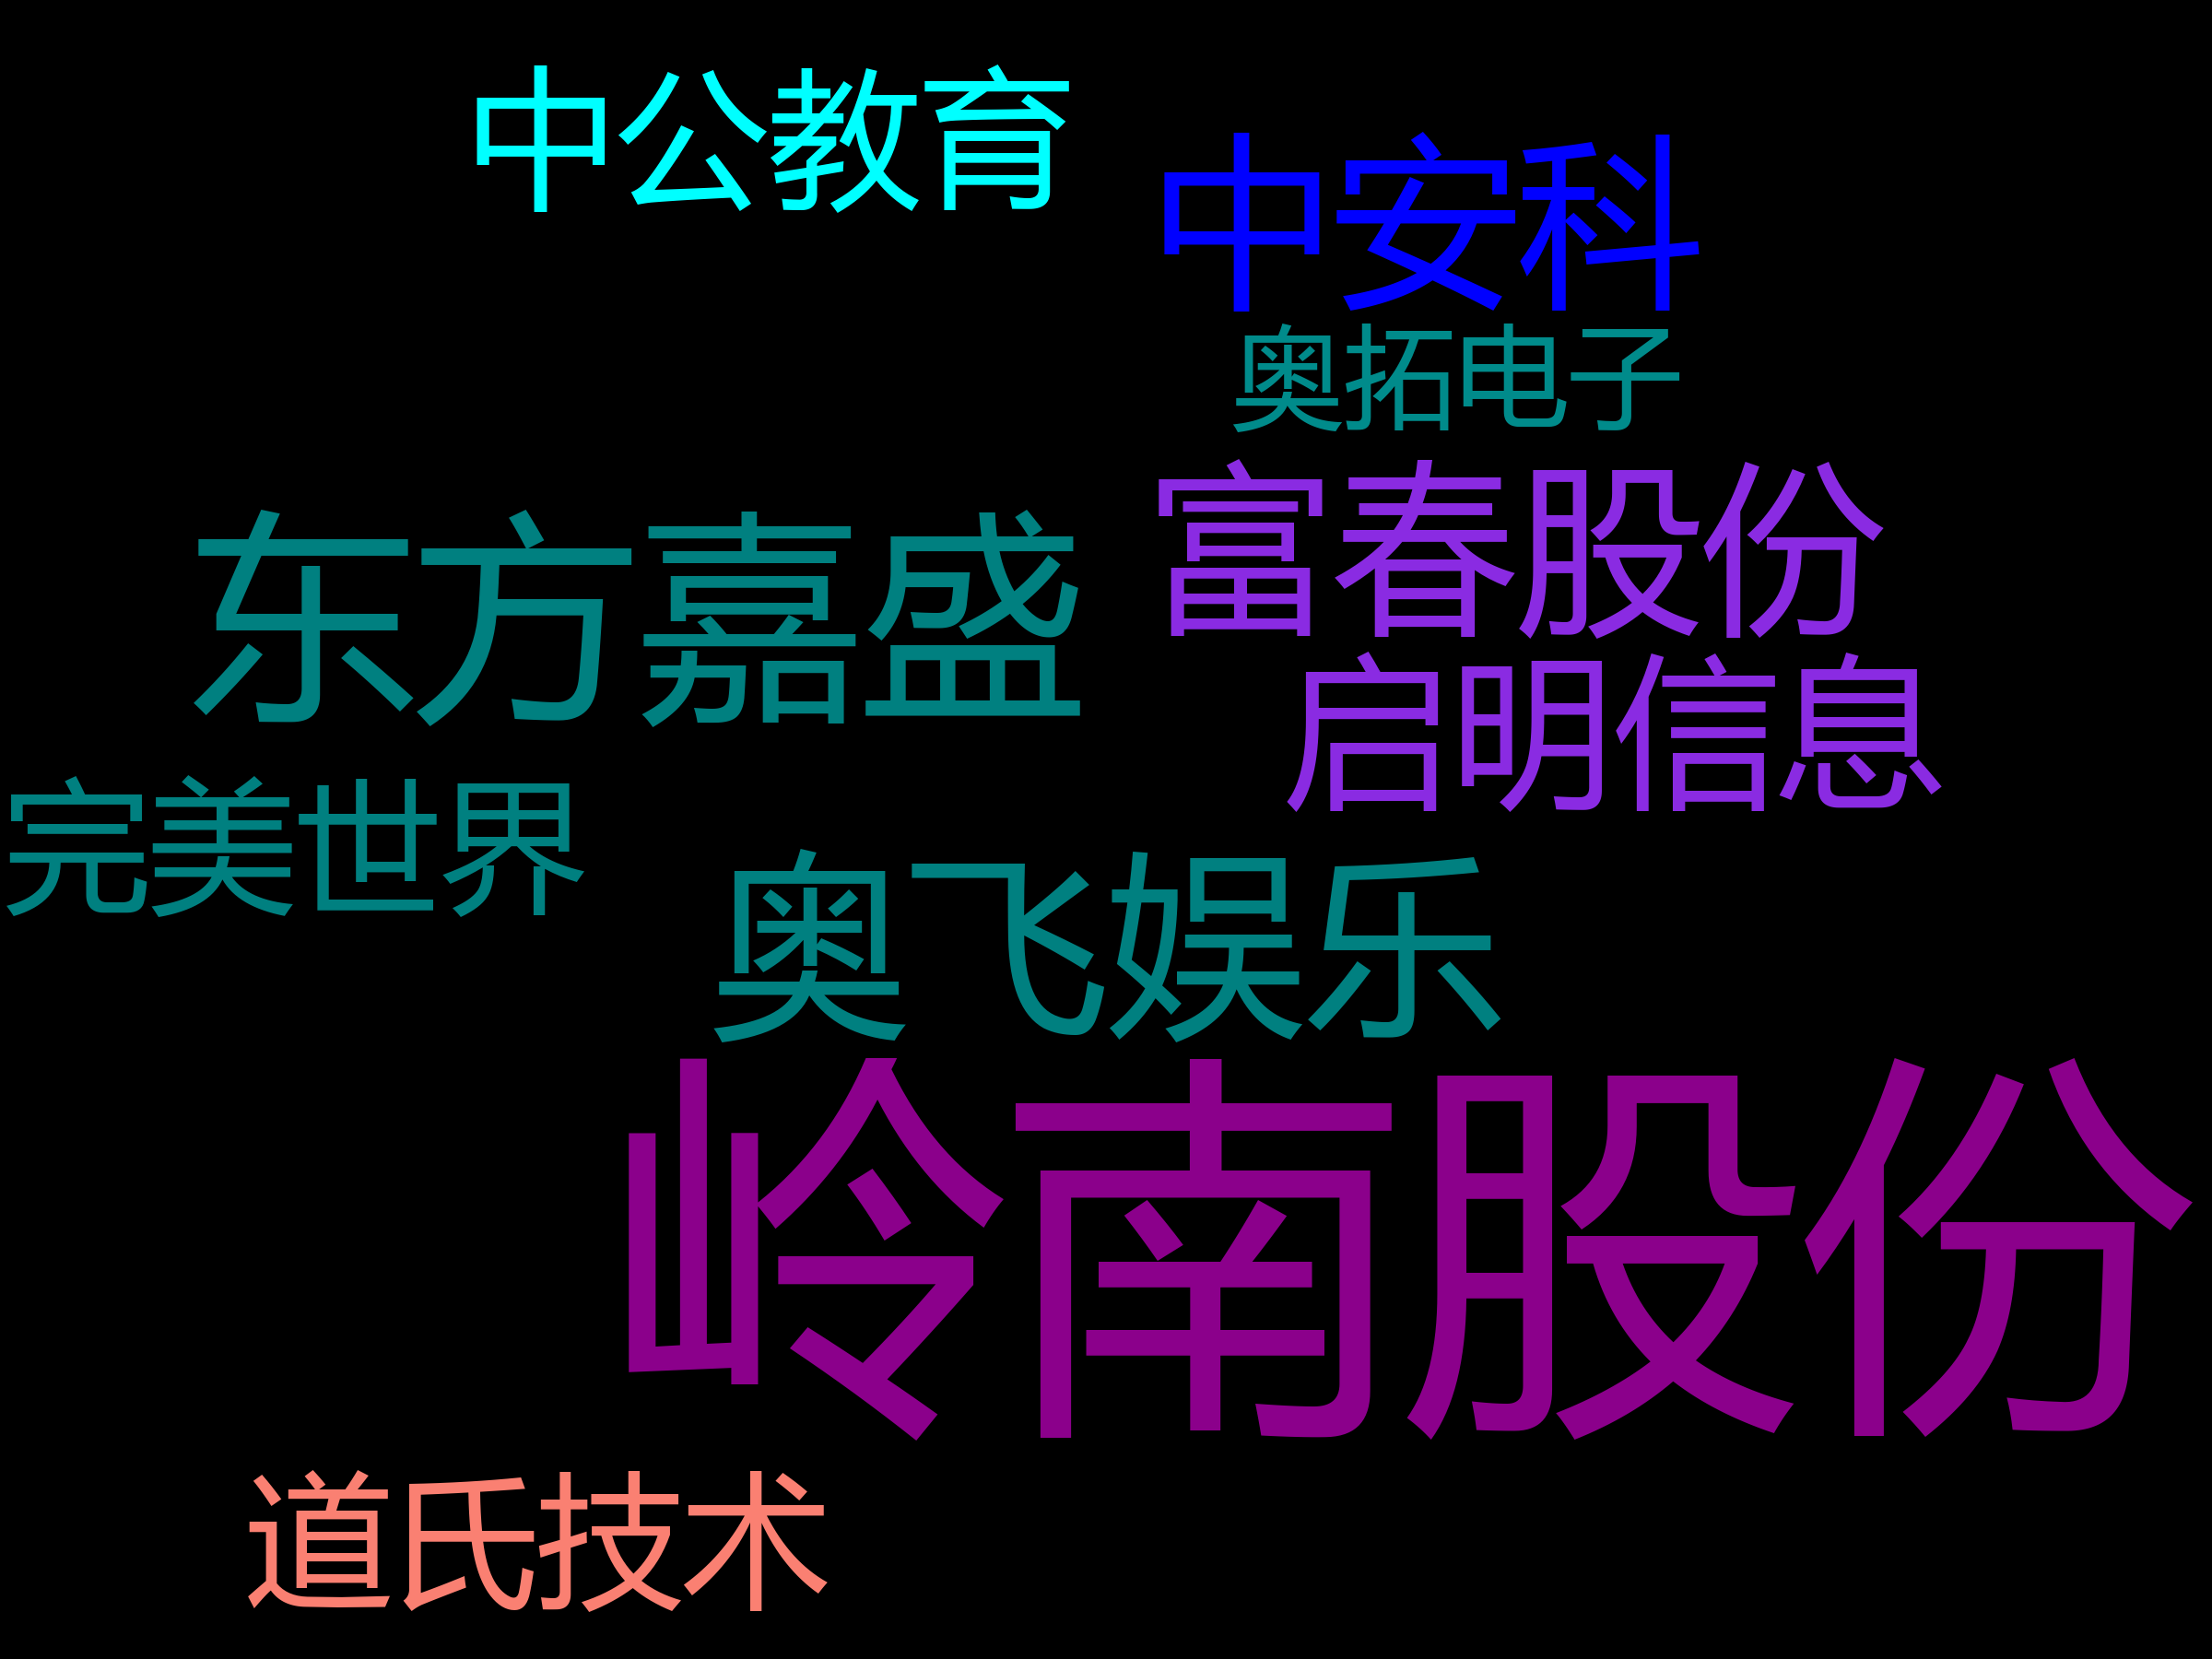 中公教育
中安科
奥拓电子
富春股份
东方嘉盛
启明信息
完美世界
奥飞娱乐
岭南股份
道氏技术